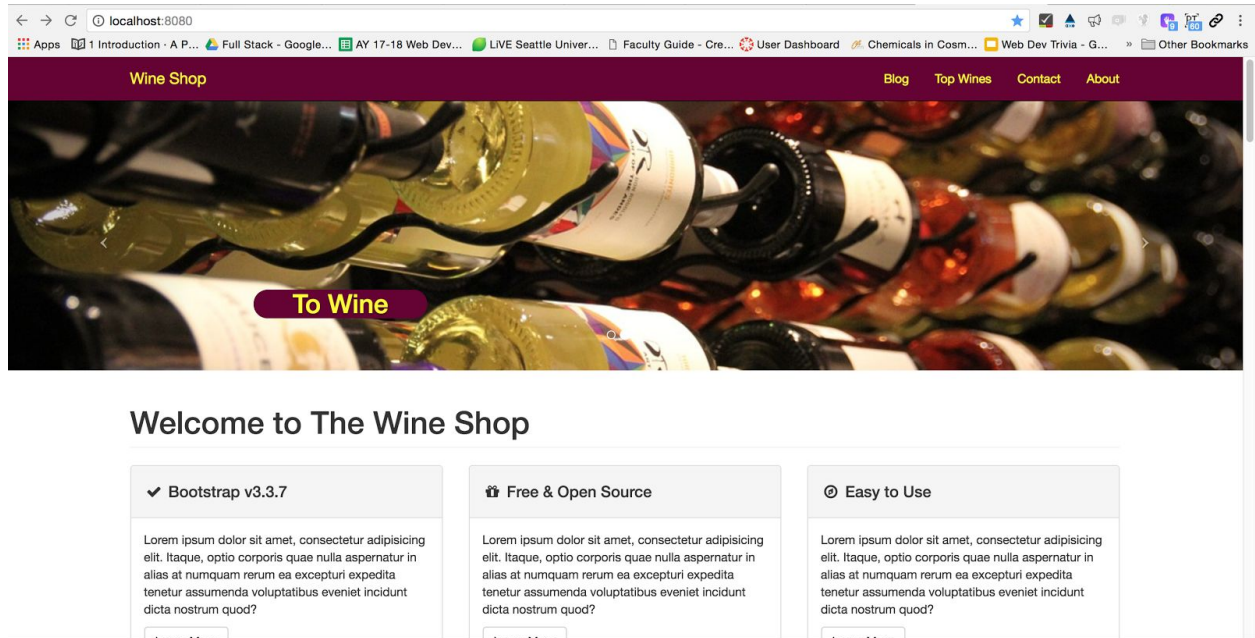 localhost:8080
Apps 1 Introduction · A P... Full Stack - Google... AY 17-18 Web Dev... LiVE Seattle Univer... Faculty Guide - Cre... User Dashboard Chemicals in Cosm... Web Dev Trivia - G... » Other Bookmarks
Wine Shop Blog Top Wines Contact About
To Wine
Welcome to The Wine Shop
Bootstrap v3.3.7
Lorem ipsum dolor sit amet, consectetur adipisicing
elit. Itaque, optio corporis quae nulla aspernatur in
alias at numquam rerum ea excepturi expedita
tenetur assumenda voluptatibus eveniet incidunt
dicta nostrum quod?
Free & Open Source
Lorem ipsum dolor sit amet, consectetur adipisicing
elit. Itaque, optio corporis quae nulla aspernatur in
alias at numquam rerum ea excepturi expedita
tenetur assumenda voluptatibus eveniet incidunt
dicta nostrum quod?
Easy to Use
Lorem ipsum dolor sit amet, consectetur adipisicing
elit. Itaque, optio corporis quae nulla aspernatur in
alias at numquam rerum ea excepturi expedita
tenetur assumenda voluptatibus eveniet incidunt
dicta nostrum quod?